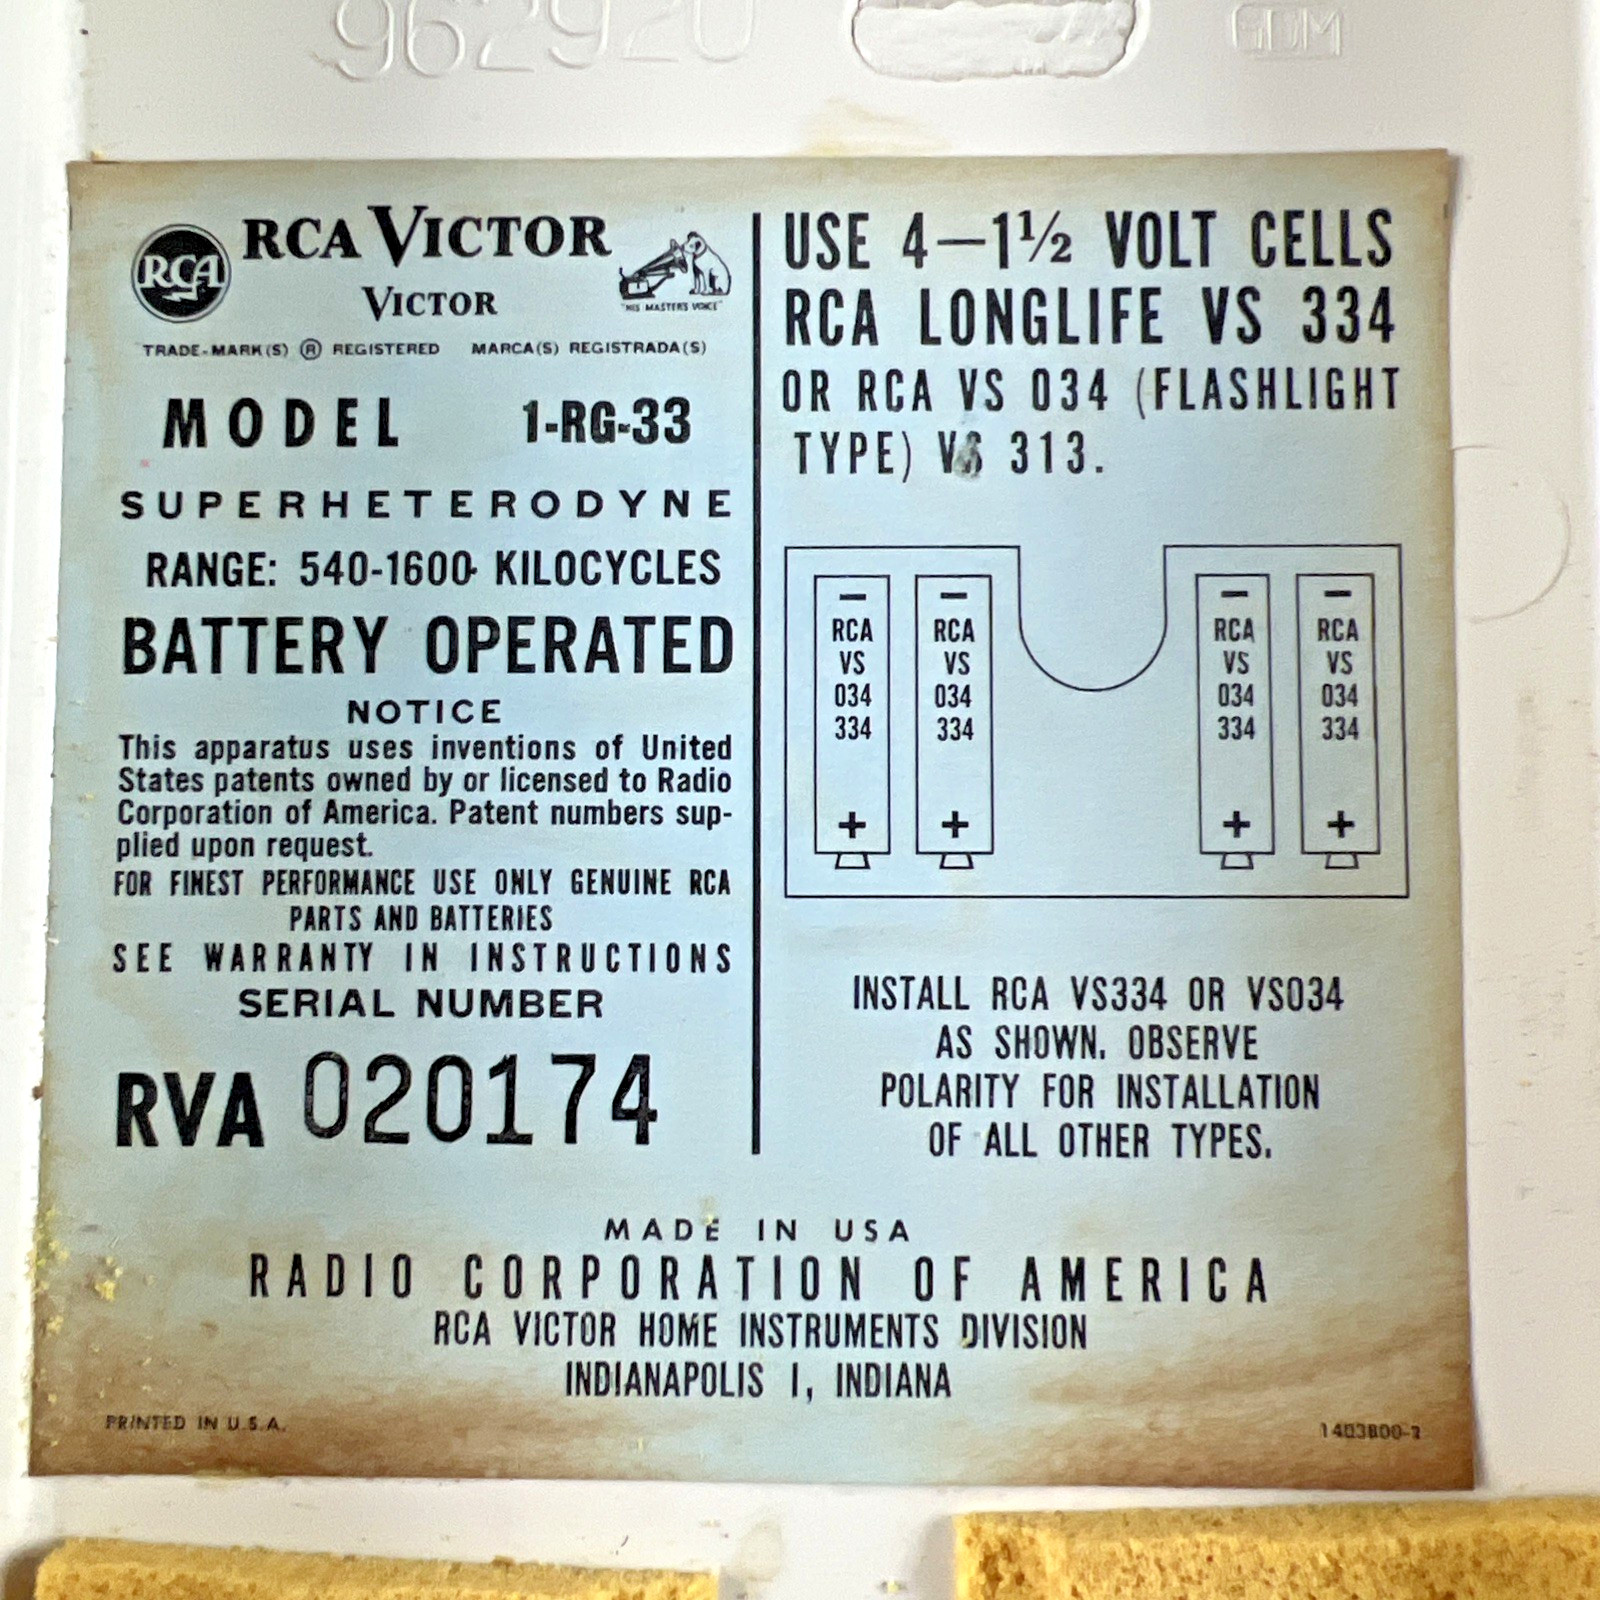 962920
GDM
RCA
RCA VICTOR
VICTOR
"HIS MASTER'S VOICE"
TRADE-MARK(S) ® REGISTERED MARCA(S) REGISTRADA(S)
MODEL 1-RG-33
SUPERHETERODYNE
RANGE: 540-1600 KILOCYCLES
BATTERY OPERATED
NOTICE
This apparatus uses inventions of United
States patents owned by or licensed to Radio
Corporation of America. Patent numbers sup-
plied upon request.
FOR FINEST PERFORMANCE USE ONLY GENUINE RCA
PARTS AND BATTERIES
SEE WARRANTY IN INSTRUCTIONS
SERIAL NUMBER
RVA 020174
USE 4—1½ VOLT CELLS
RCA LONGLIFE VS 334
OR RCA VS 034 (FLASHLIGHT
TYPE) VS 313.
− − − −
RCA RCA RCA RCA
VS VS VS VS
034 034 034 034
334 334 334 334
+ + + +
INSTALL RCA VS334 OR VS034
AS SHOWN. OBSERVE
POLARITY FOR INSTALLATION
OF ALL OTHER TYPES.
MADE IN USA
RADIO CORPORATION OF AMERICA
RCA VICTOR HOME INSTRUMENTS DIVISION
INDIANAPOLIS 1, INDIANA
PRINTED IN U.S.A.